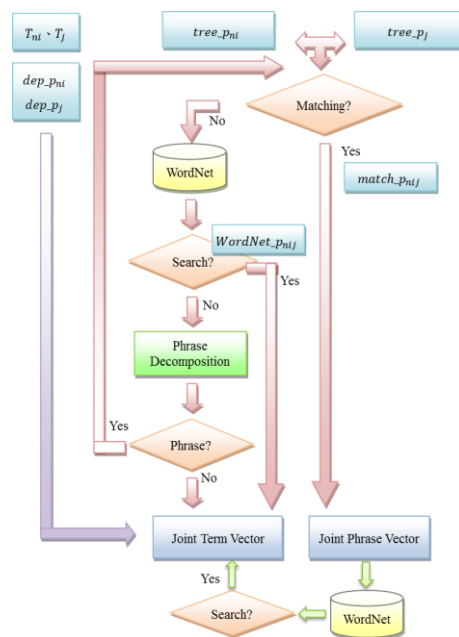 T_ni、T_j
tree_p_ni
tree_p_j
dep_p_ni
dep_p_j
Matching?
No
Yes
WordNet
match_p_nij
WordNet_p_nij
Search?
Yes
No
Phrase
Decomposition
Yes
Phrase?
No
Joint Term Vector
Joint Phrase Vector
Yes
Search?
WordNet